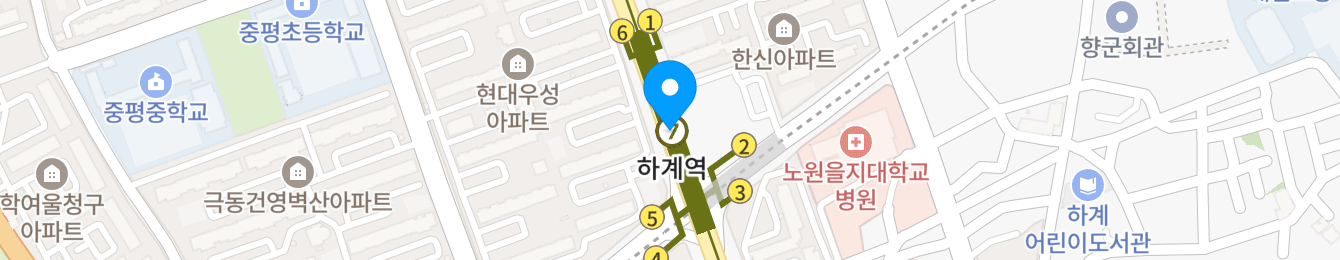 중평초등학교
6
1
한신아파트
향군회관
중평중학교
현대우성
아파트
7
2
하계역
노원을지대학교
병원
3
하계
어린이도서관
학여울청구
아파트
극동건영벽산아파트
5
4